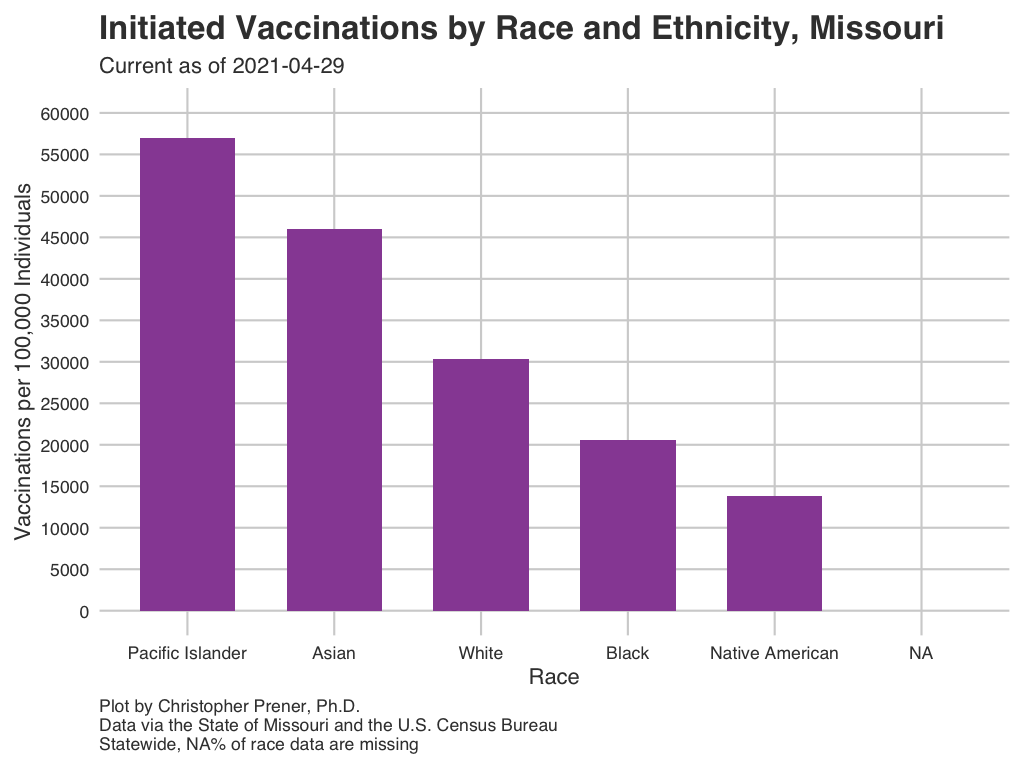 Initiated Vaccinations by Race and Ethnicity, Missouri
Current as of 2021-04-29
Vaccinations per 100,000 Individuals
60000
55000
50000
45000
40000
35000
30000
25000
20000
15000
10000
5000
0
Pacific Islander Asian White Black Native American NA
Race
Plot by Christopher Prener, Ph.D.
Data via the State of Missouri and the U.S. Census Bureau
Statewide, NA% of race data are missing